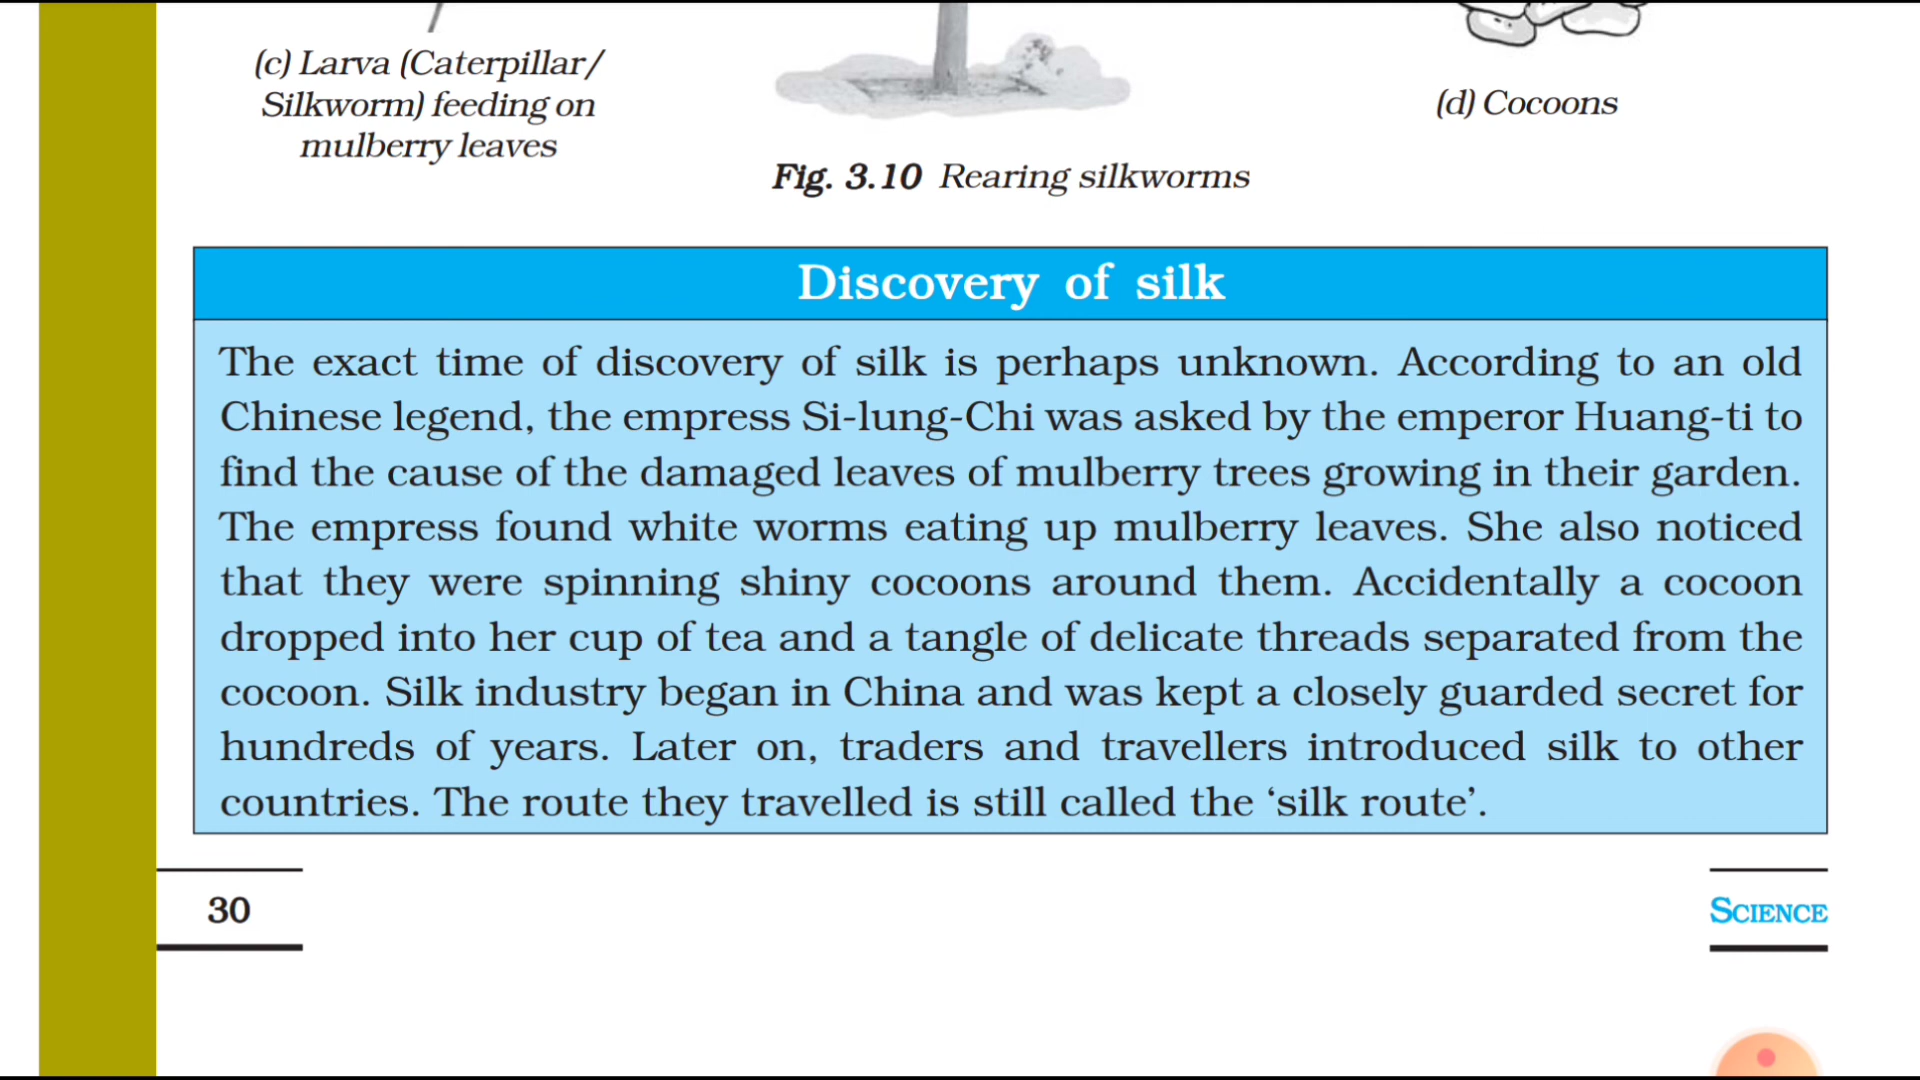 (c) Larva (Caterpillar/
Silkworm) feeding on
mulberry leaves
(d) Cocoons
Fig. 3.10 Rearing silkworms
Discovery of silk
The exact time of discovery of silk is perhaps unknown. According to an old
Chinese legend, the empress Si-lung-Chi was asked by the emperor Huang-ti to
find the cause of the damaged leaves of mulberry trees growing in their garden.
The empress found white worms eating up mulberry leaves. She also noticed
that they were spinning shiny cocoons around them. Accidentally a cocoon
dropped into her cup of tea and a tangle of delicate threads separated from the
cocoon. Silk industry began in China and was kept a closely guarded secret for
hundreds of years. Later on, traders and travellers introduced silk to other
countries. The route they travelled is still called the ‘silk route’.
30
SCIENCE